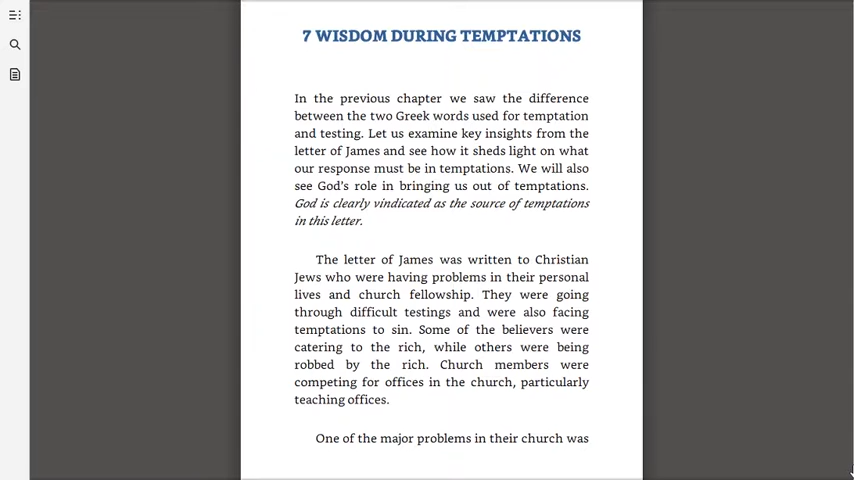 7 WISDOM DURING TEMPTATIONS
In the previous chapter we saw the difference
between the two Greek words used for temptation
and testing. Let us examine key insights from the
letter of James and see how it sheds light on what
our response must be in temptations. We will also
see God's role in bringing us out of temptations.
God is clearly vindicated as the source of temptations
in this letter.
The letter of James was written to Christian
Jews who were having problems in their personal
lives and church fellowship. They were going
through difficult testings and were also facing
temptations to sin. Some of the believers were
catering to the rich, while others were being
robbed by the rich. Church members were
competing for offices in the church, particularly
teaching offices.
One of the major problems in their church was